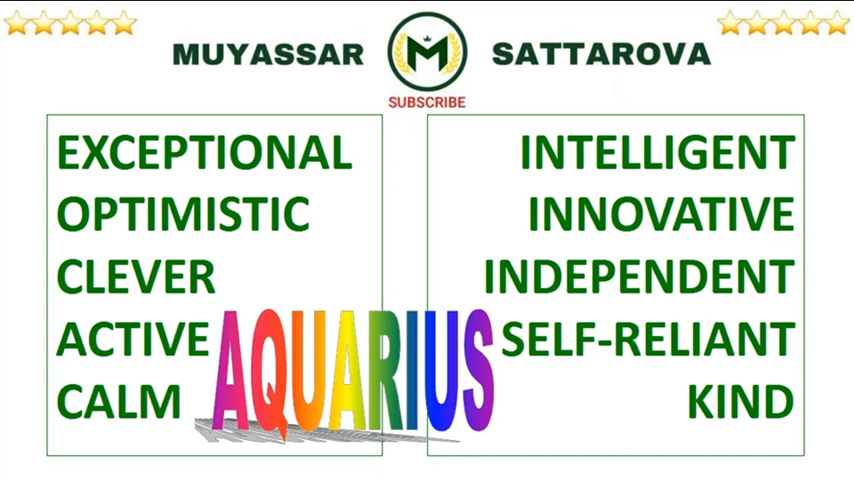 MUYASSAR M SATTAROVA
SUBSCRIBE
EXCEPTIONAL
OPTIMISTIC
CLEVER
ACTIVE
CALM
AQUARIUS
INTELLIGENT
INNOVATIVE
INDEPENDENT
SELF-RELIANT
KIND